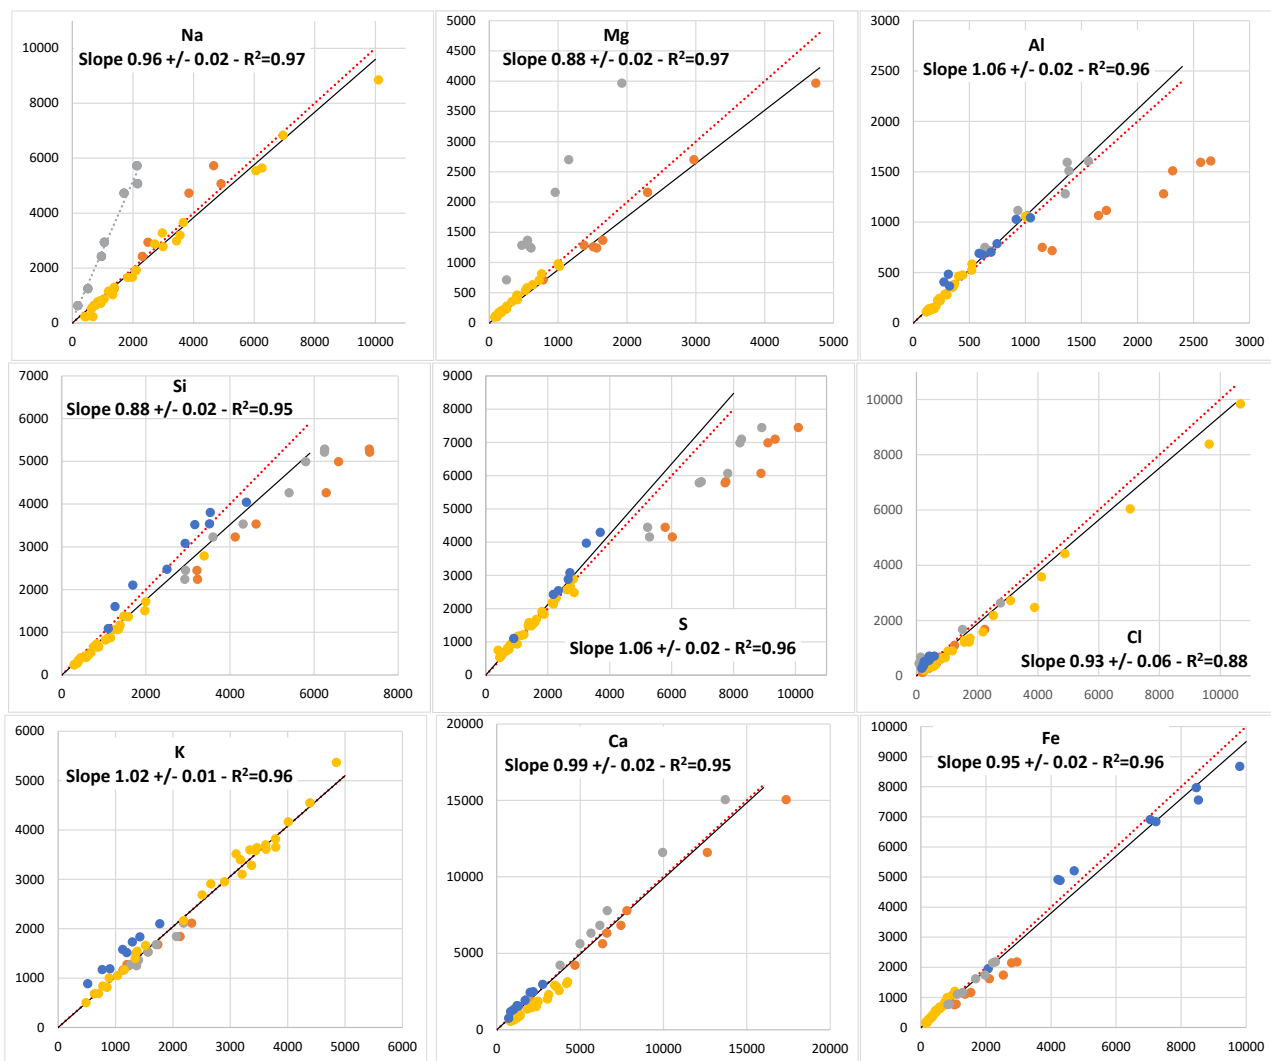 Na
Slope 0.96 +/- 0.02 - R²=0.97
10000
8000
6000
4000
2000
0
0 2000 4000 6000 8000 10000
Mg
Slope 0.88 +/- 0.02 - R²=0.97
5000
4500
4000
3500
3000
2500
2000
1500
1000
500
0
0 1000 2000 3000 4000 5000
Al
Slope 1.06 +/- 0.02 - R²=0.96
3000
2500
2000
1500
1000
500
0
0 500 1000 1500 2000 2500 3000
Si
Slope 0.88 +/- 0.02 - R²=0.95
7000
6000
5000
4000
3000
2000
1000
0
0 2000 4000 6000 8000
9000
8000
7000
6000
5000
4000
3000
2000
1000
0
S
Slope 1.06 +/- 0.02 - R²=0.96
0 2000 4000 6000 8000 10000
10000
8000
6000
4000
2000
0
Cl
Slope 0.93 +/- 0.06 - R²=0.88
0 2000 4000 6000 8000 10000
K
Slope 1.02 +/- 0.01 - R²=0.96
6000
5000
4000
3000
2000
1000
0
0 1000 2000 3000 4000 5000 6000
Ca
Slope 0.99 +/- 0.02 - R²=0.95
20000
15000
10000
5000
0
0 5000 10000 15000 20000
Fe
Slope 0.95 +/- 0.02 - R²=0.96
10000
9000
8000
7000
6000
5000
4000
3000
2000
1000
0
0 2000 4000 6000 8000 10000